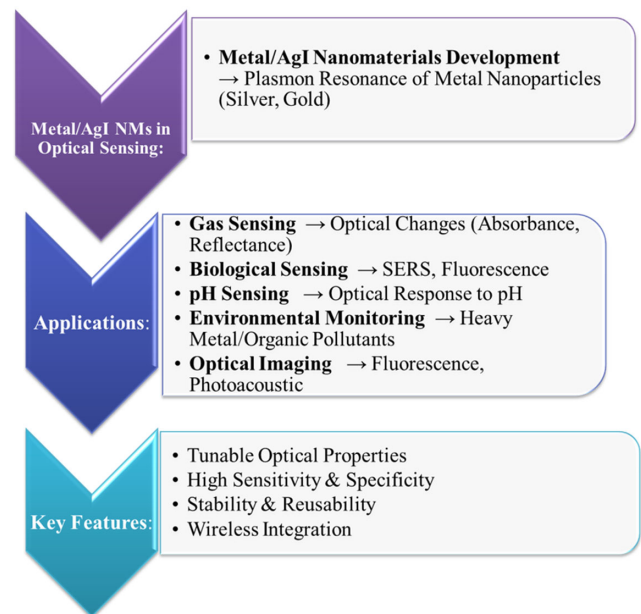 Metal/AgI NMs in
Optical Sensing:
• Metal/AgI Nanomaterials Development
→ Plasmon Resonance of Metal Nanoparticles
(Silver, Gold)
Applications:
• Gas Sensing → Optical Changes (Absorbance,
Reflectance)
• Biological Sensing → SERS, Fluorescence
• pH Sensing → Optical Response to pH
• Environmental Monitoring → Heavy
Metal/Organic Pollutants
• Optical Imaging → Fluorescence,
Photoacoustic
Key Features:
• Tunable Optical Properties
• High Sensitivity & Specificity
• Stability & Reusability
• Wireless Integration